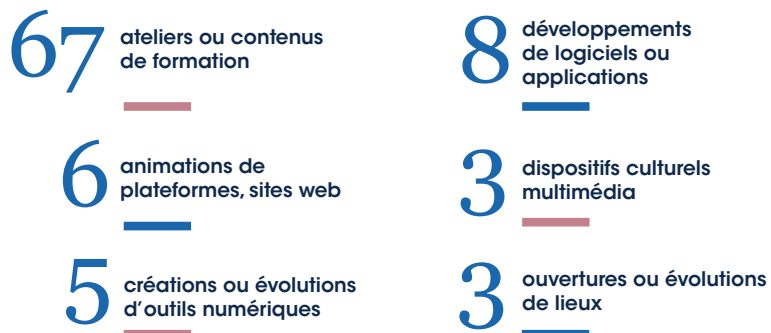 67
ateliers ou contenus
de formation
8
développements
de logiciels ou
applications
6
animations de
plateformes, sites web
3
dispositifs culturels
multimédia
5
créations ou évolutions
d'outils numériques
3
ouvertures ou évolutions
de lieux